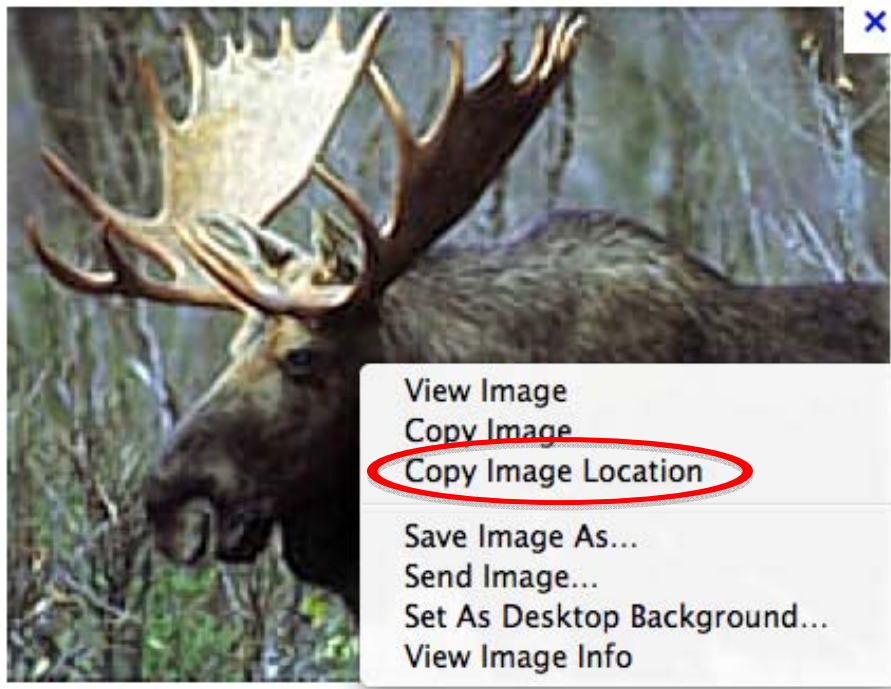 View Image
Copy Image
Copy Image Location
Save Image As...
Send Image...
Set As Desktop Background...
View Image Info